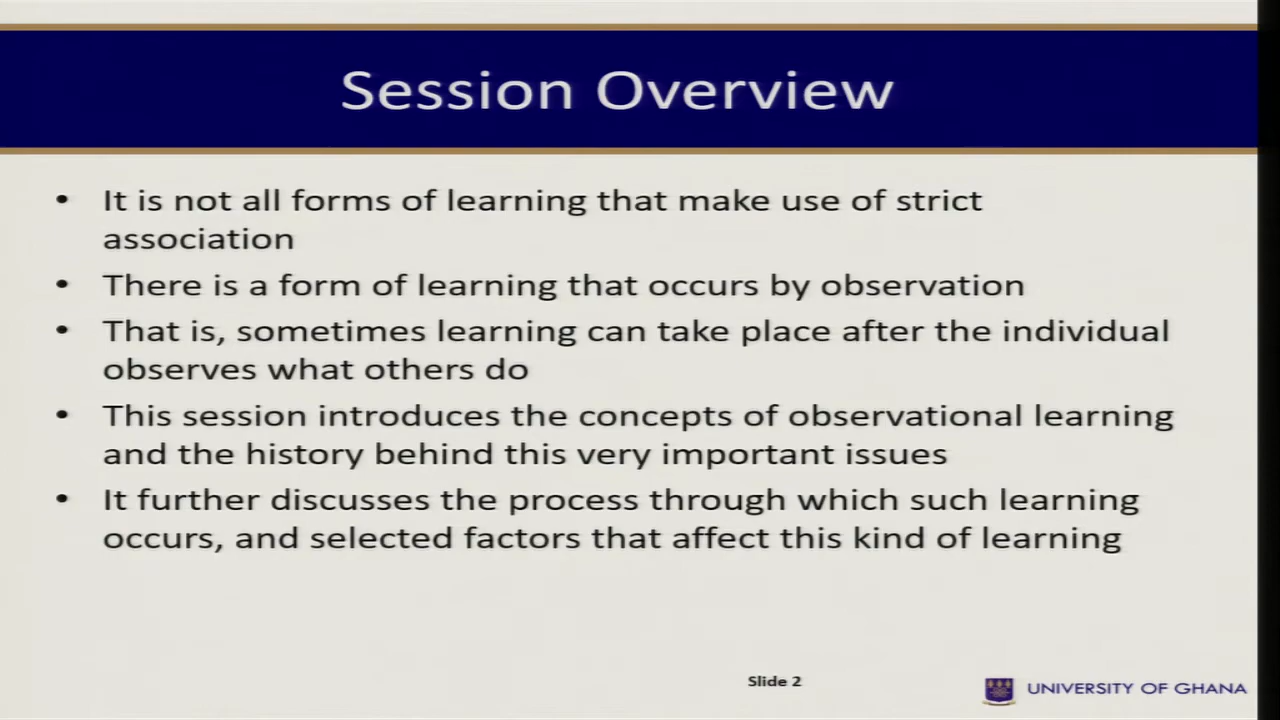 Session Overview
• It is not all forms of learning that make use of strict
association
• There is a form of learning that occurs by observation
• That is, sometimes learning can take place after the individual
observes what others do
• This session introduces the concepts of observational learning
and the history behind this very important issues
• It further discusses the process through which such learning
occurs, and selected factors that affect this kind of learning
Slide 2
UNIVERSITY OF GHANA